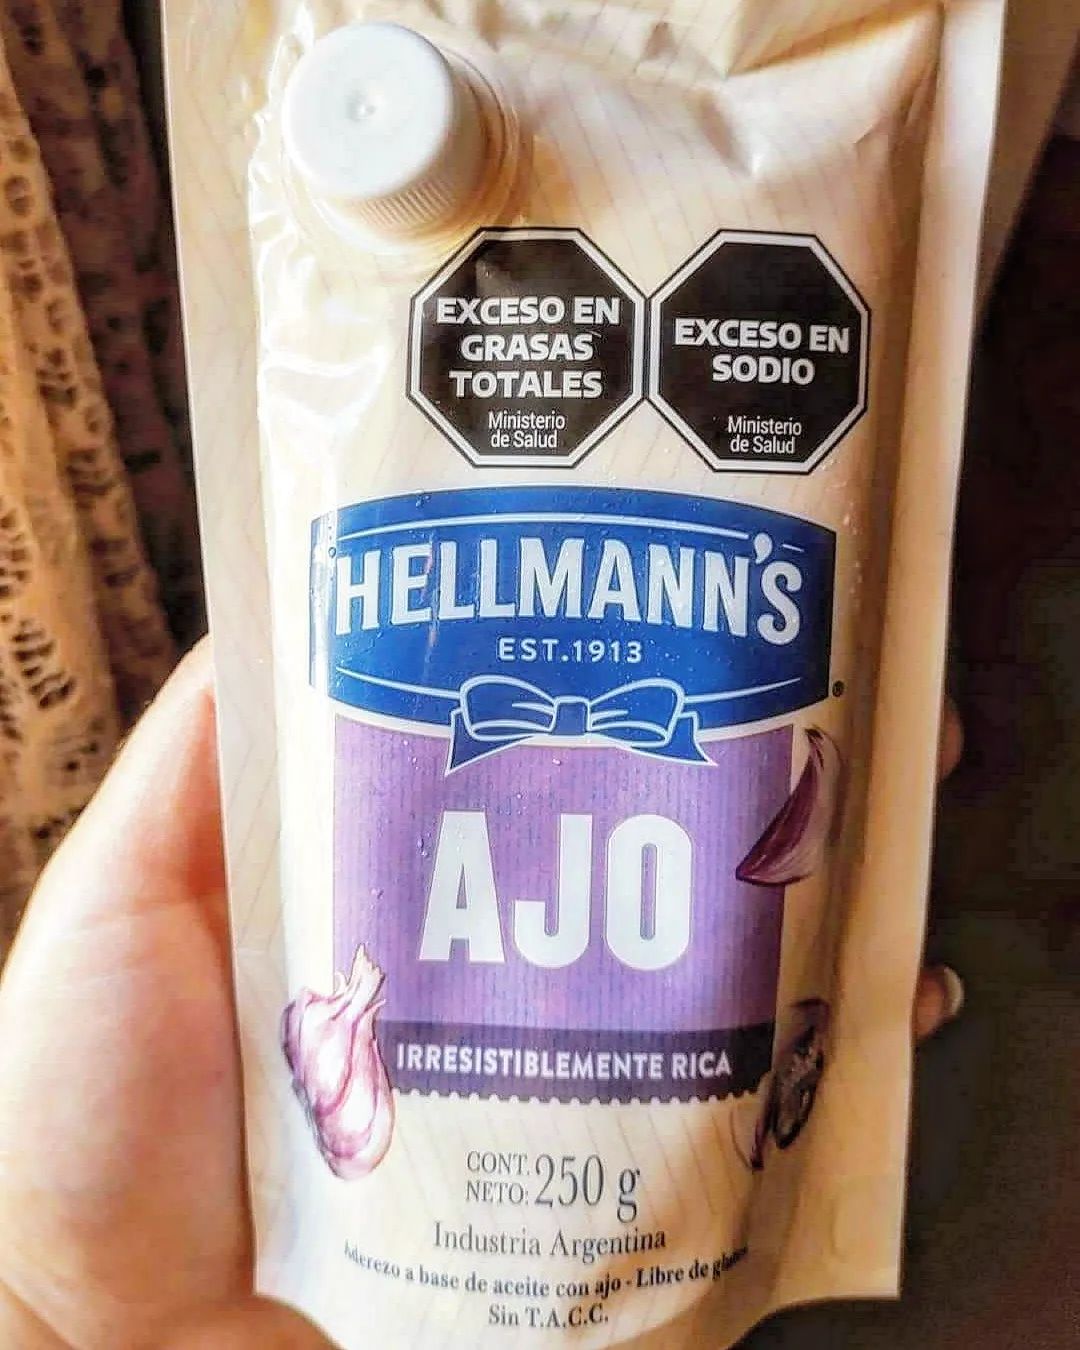 EXCESO EN
GRASAS
TOTALES
Ministerio
de Salud
EXCESO EN
SODIO
Ministerio
de Salud
HELLMANN'S
EST.1913
®
AJO
IRRESISTIBLEMENTE RICA
CONT.
NETO: 250 g
Industria Argentina
Aderezo a base de aceite con ajo - Libre de gluten
Sin T.A.C.C.